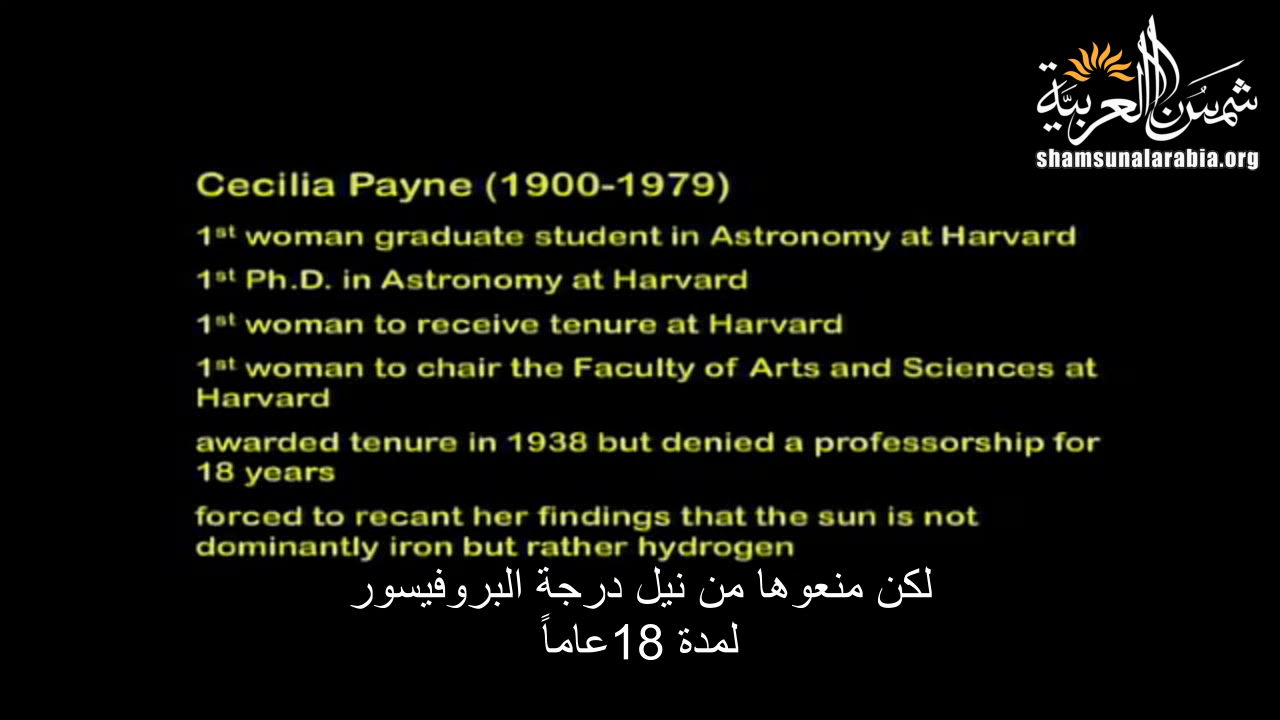 شمسُ العربيَّة
shamsunalarabia.org
Cecilia Payne (1900-1979)
1st woman graduate student in Astronomy at Harvard
1st Ph.D. in Astronomy at Harvard
1st woman to receive tenure at Harvard
1st woman to chair the Faculty of Arts and Sciences at
Harvard
awarded tenure in 1938 but denied a professorship for
18 years
forced to recant her findings that the sun is not
dominantly iron but rather hydrogen
لكن منعوها من نيل درجة البروفيسور
لمدة 18عاماً